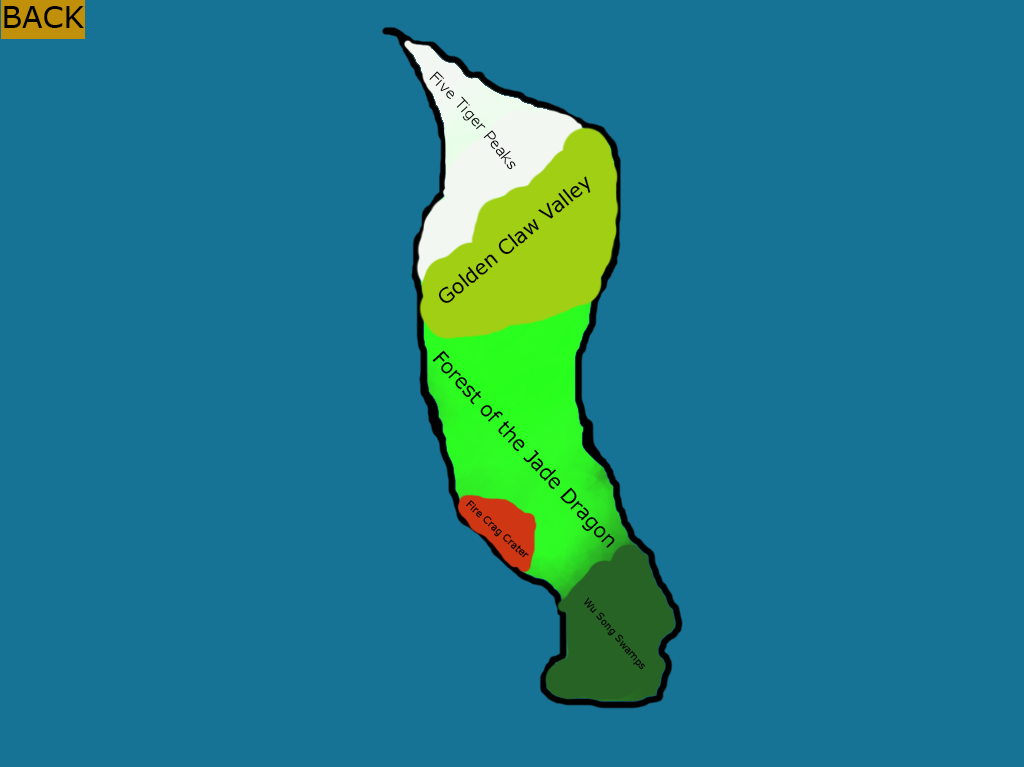 BACK
Five Tiger Peaks
Golden Claw Valley
Forest of the Jade Dragon
Fire Crag Crater
Wu Song Swamps